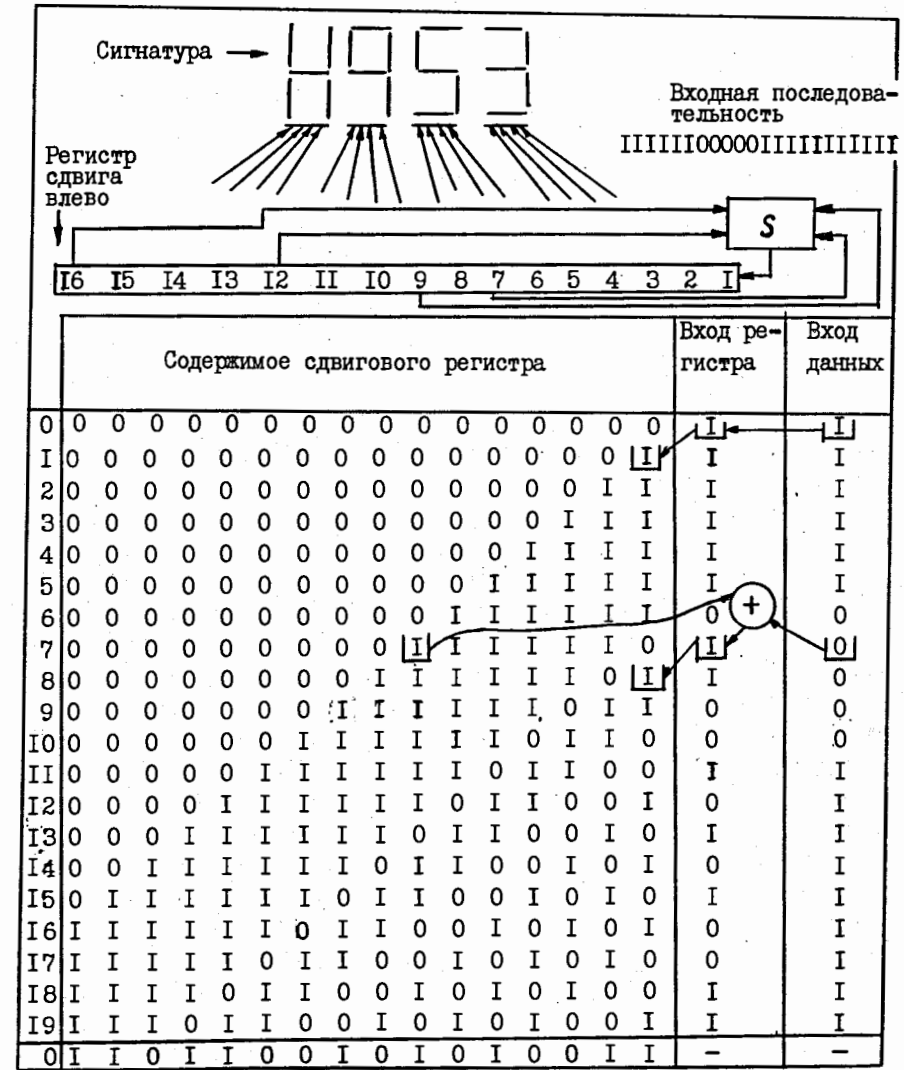 Сигнатура
U953
Входная последова-
тельность
IIIIIIOOOOOIIIIIIIIII
Регистр
сдвига
влево
S
I6 I5 I4 I3 I2 II I0 9 8 7 6 5 4 3 2 I
Содержимое сдвигового регистра
Вход ре-
гистра
Вход
данных
0 0 0 0 0 0 0 0 0 0 0 0 0 0 0 0 0 I I
I 0 0 0 0 0 0 0 0 0 0 0 0 0 0 0 I I I
2 0 0 0 0 0 0 0 0 0 0 0 0 0 0 I I I I
3 0 0 0 0 0 0 0 0 0 0 0 0 0 I I I I I
4 0 0 0 0 0 0 0 0 0 0 0 0 I I I I I I
5 0 0 0 0 0 0 0 0 0 0 0 I I I I I I I
6 0 0 0 0 0 0 0 0 0 0 I I I I I I 0 0
+
7 0 0 0 0 0 0 0 0 0 I I I I I I 0 I 0
8 0 0 0 0 0 0 0 0 I I I I I I 0 I I 0
9 0 0 0 0 0 0 0 I I I I I I 0 I I 0 0
I0 0 0 0 0 0 0 I I I I I I 0 I I 0 0 0
II 0 0 0 0 0 I I I I I I 0 I I 0 0 I I
I2 0 0 0 0 I I I I I I 0 I I 0 0 I 0 I
I3 0 0 0 I I I I I I 0 I I 0 0 I 0 I I
I4 0 0 I I I I I I 0 I I 0 0 I 0 I 0 I
I5 0 I I I I I I 0 I I 0 0 I 0 I 0 I I
I6 I I I I I I 0 I I 0 0 I 0 I 0 I 0 I
I7 I I I I I 0 I I 0 0 I 0 I 0 I 0 0 I
I8 I I I I 0 I I 0 0 I 0 I 0 I 0 0 I I
I9 I I I 0 I I 0 0 I 0 I 0 I 0 0 I I I
0 I I 0 I I 0 0 I 0 I 0 I 0 0 I I – –